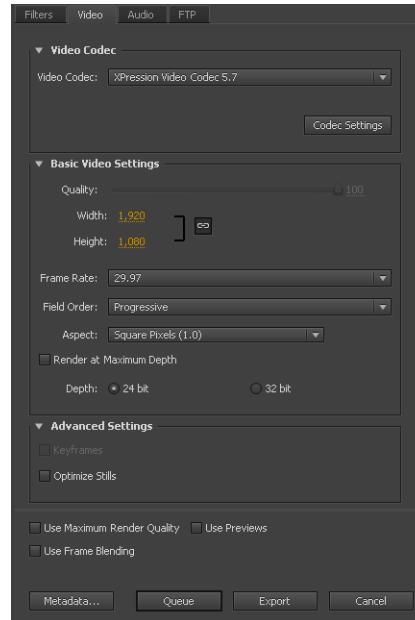 Filters Video Audio FTP
Video Codec
Video Codec: XPression Video Codec 5.7
Codec Settings
Basic Video Settings
Quality: 100
Width: 1,920
Height: 1,080
Frame Rate: 29.97
Field Order: Progressive
Aspect: Square Pixels (1.0)
Render at Maximum Depth
Depth: 24 bit 32 bit
Advanced Settings
Keyframes
Optimize Stills
Use Maximum Render Quality Use Previews
Use Frame Blending
Metadata... Queue Export Cancel